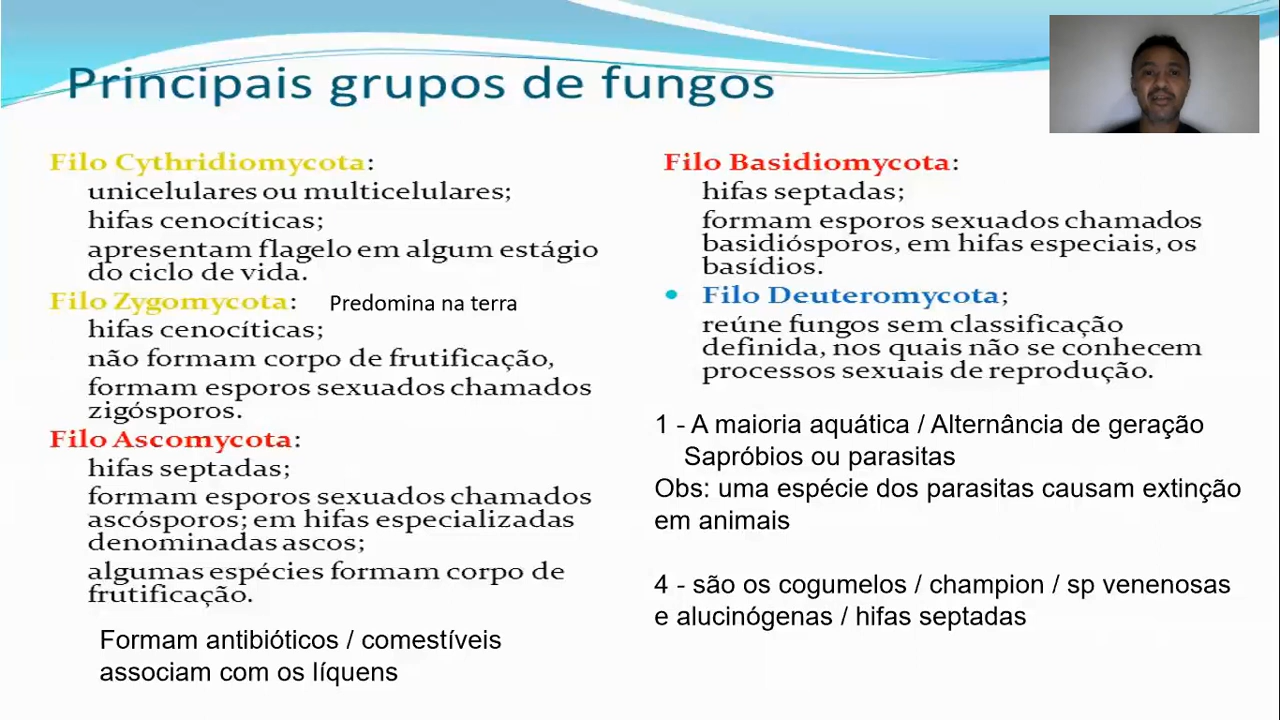 Principais grupos de fungos
Filo Cythridiomycota:
unicelulares ou multicelulares;
hifas cenocíticas;
apresentam flagelo em algum estágio
do ciclo de vida.
Filo Zygomycota: Predomina na terra
hifas cenocíticas;
não formam corpo de frutificação,
formam esporos sexuados chamados
zigósporos.
Filo Ascomycota:
hifas septadas;
formam esporos sexuados chamados
ascósporos; em hifas especializadas
denominadas ascos;
algumas espécies formam corpo de
frutificação.
Formam antibióticos / comestíveis
associam com os líquens
Filo Basidiomycota:
hifas septadas;
formam esporos sexuados chamados
basidiósporos, em hifas especiais, os
basídios.
Filo Deuteromycota;
reúne fungos sem classificação
definida, nos quais não se conhecem
processos sexuais de reprodução.
1 - A maioria aquática / Alternância de geração
Sapróbios ou parasitas
Obs: uma espécie dos parasitas causam extinção
em animais
4 - são os cogumelos / champion / sp venenosas
e alucinógenas / hifas septadas